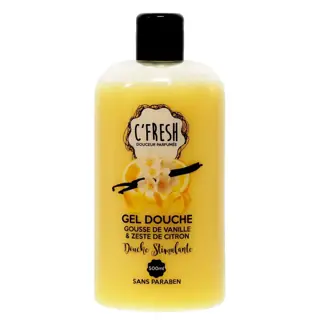 C'FRESH
DOUCEUR PARFUMÉE
GEL DOUCHE
GOUSSE DE VANILLE
& ZESTE DE CITRON
Douche Stimulante
500ml
SANS PARABEN